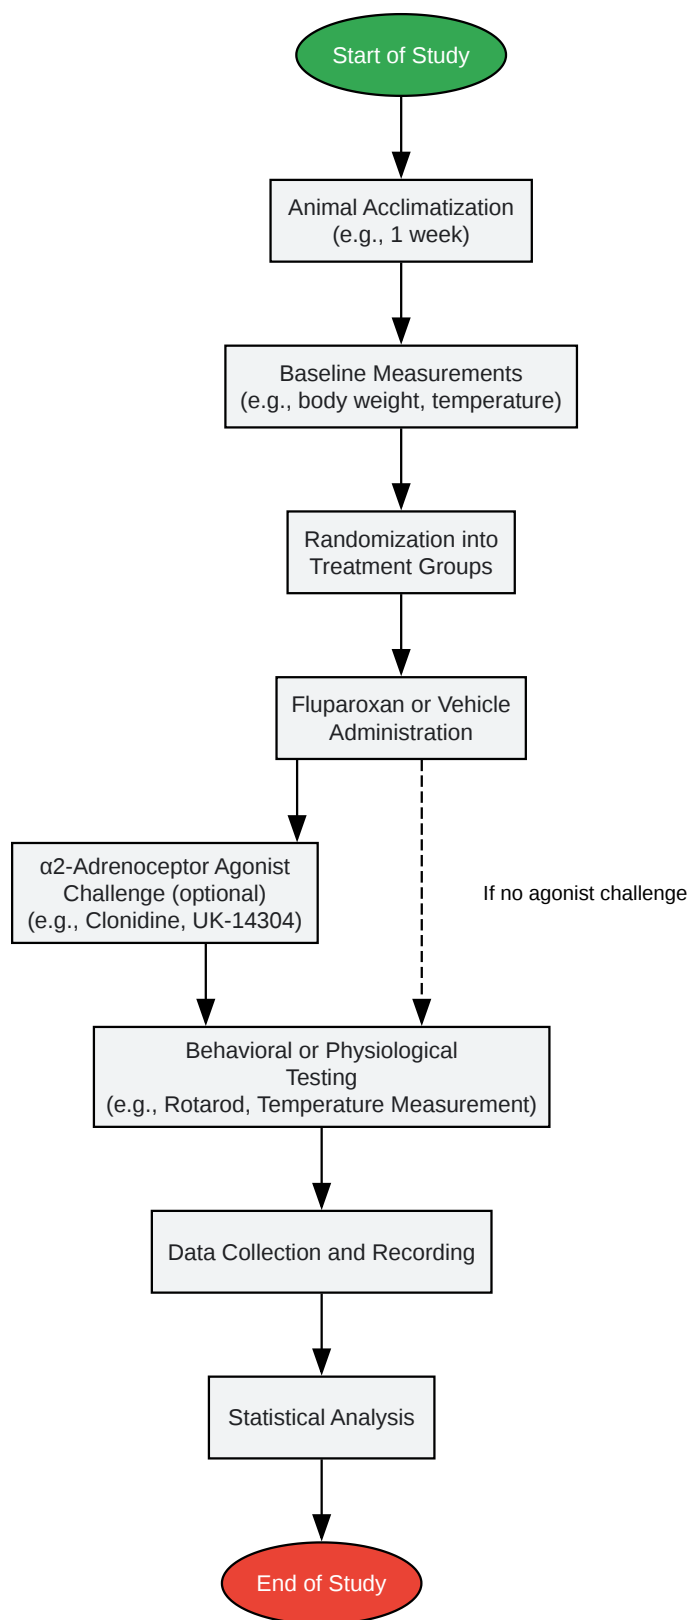 Start of Study
Animal Acclimatization
(e.g., 1 week)
Baseline Measurements
(e.g., body weight, temperature)
Randomization into
Treatment Groups
Fluparoxan or Vehicle
Administration
α2-Adrenoceptor Agonist
Challenge (optional)
(e.g., Clonidine, UK-14304)
If no agonist challenge
Behavioral or Physiological
Testing
(e.g., Rotarod, Temperature Measurement)
Data Collection and Recording
Statistical Analysis
End of Study